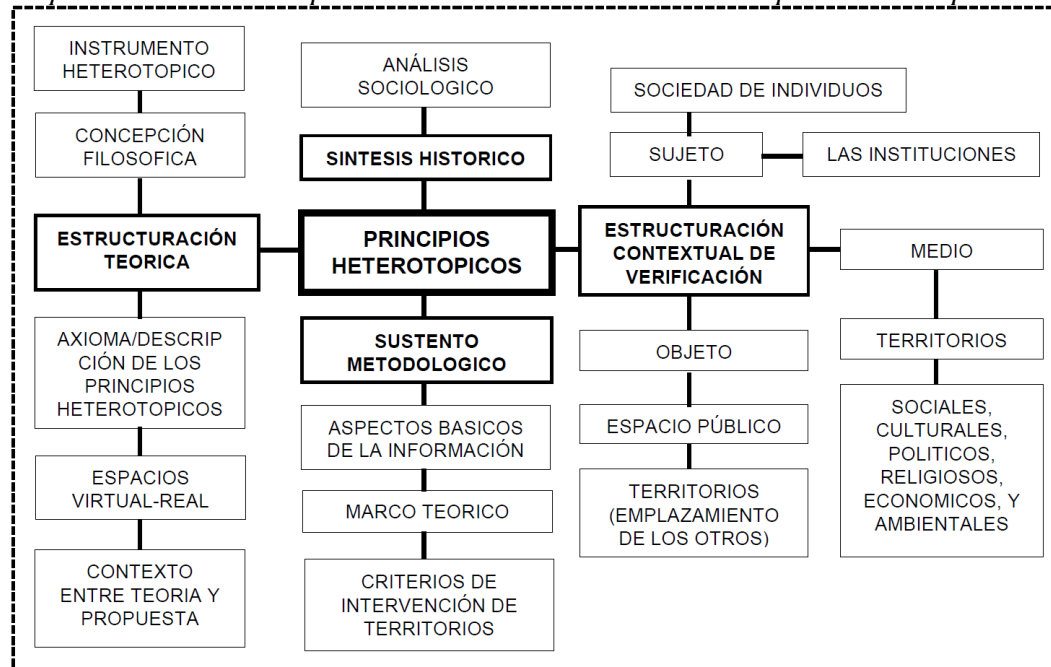 INSTRUMENTO
HETEROTOPICO
CONCEPCIÓN
FILOSOFICA
ESTRUCTURACIÓN
TEORICA
AXIOMA/DESCRIP
CIÓN DE LOS
PRINCIPIOS
HETEROTOPICOS
ESPACIOS
VIRTUAL-REAL
CONTEXTO
ENTRE TEORIA Y
PROPUESTA
ANÁLISIS
SOCIOLOGICO
SINTESIS HISTÓRICO
PRINCIPIOS
HETEROTOPICOS
SUSTENTO
METODOLOGICO
ASPECTOS BASICOS
DE LA INFORMACIÓN
MARCO TEORICO
CRITERIOS DE
INTERVENCIÓN DE
TERRITORIOS
SOCIEDAD DE INDIVIDUOS
SUJETO
LAS INSTITUCIONES
ESTRUCTURACIÓN
CONTEXTUAL DE
VERIFICACIÓN
OBJETO
ESPACIO PÚBLICO
TERRITORIOS
(EMPLAZAMIENTO
DE LOS OTROS)
MEDIO
TERRITORIOS
SOCIALES,
CULTURALES,
POLITICOS,
RELIGIOSOS,
ECONOMICOS, Y
AMBIENTALES